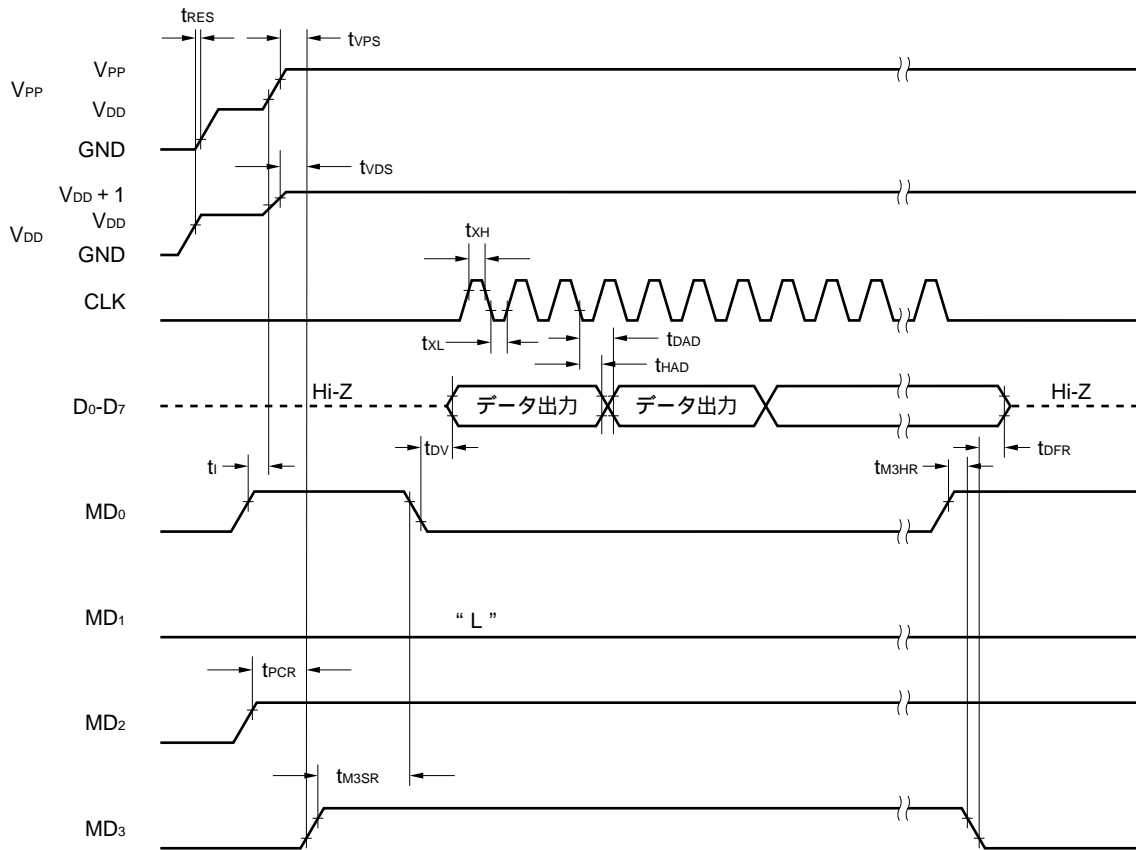 tRES
tVPS
VPP
VPP
VDD
GND
tVDS
VDD + 1
VDD
VDD
GND
tXH
CLK
tXL
tDAD
tHAD
Hi-Z
D0-D7
データ出力
データ出力
Hi-Z
tDV
tDFR
tI
tM3HR
MD0
MD1
“ L ”
tPCR
MD2
tM3SR
MD3